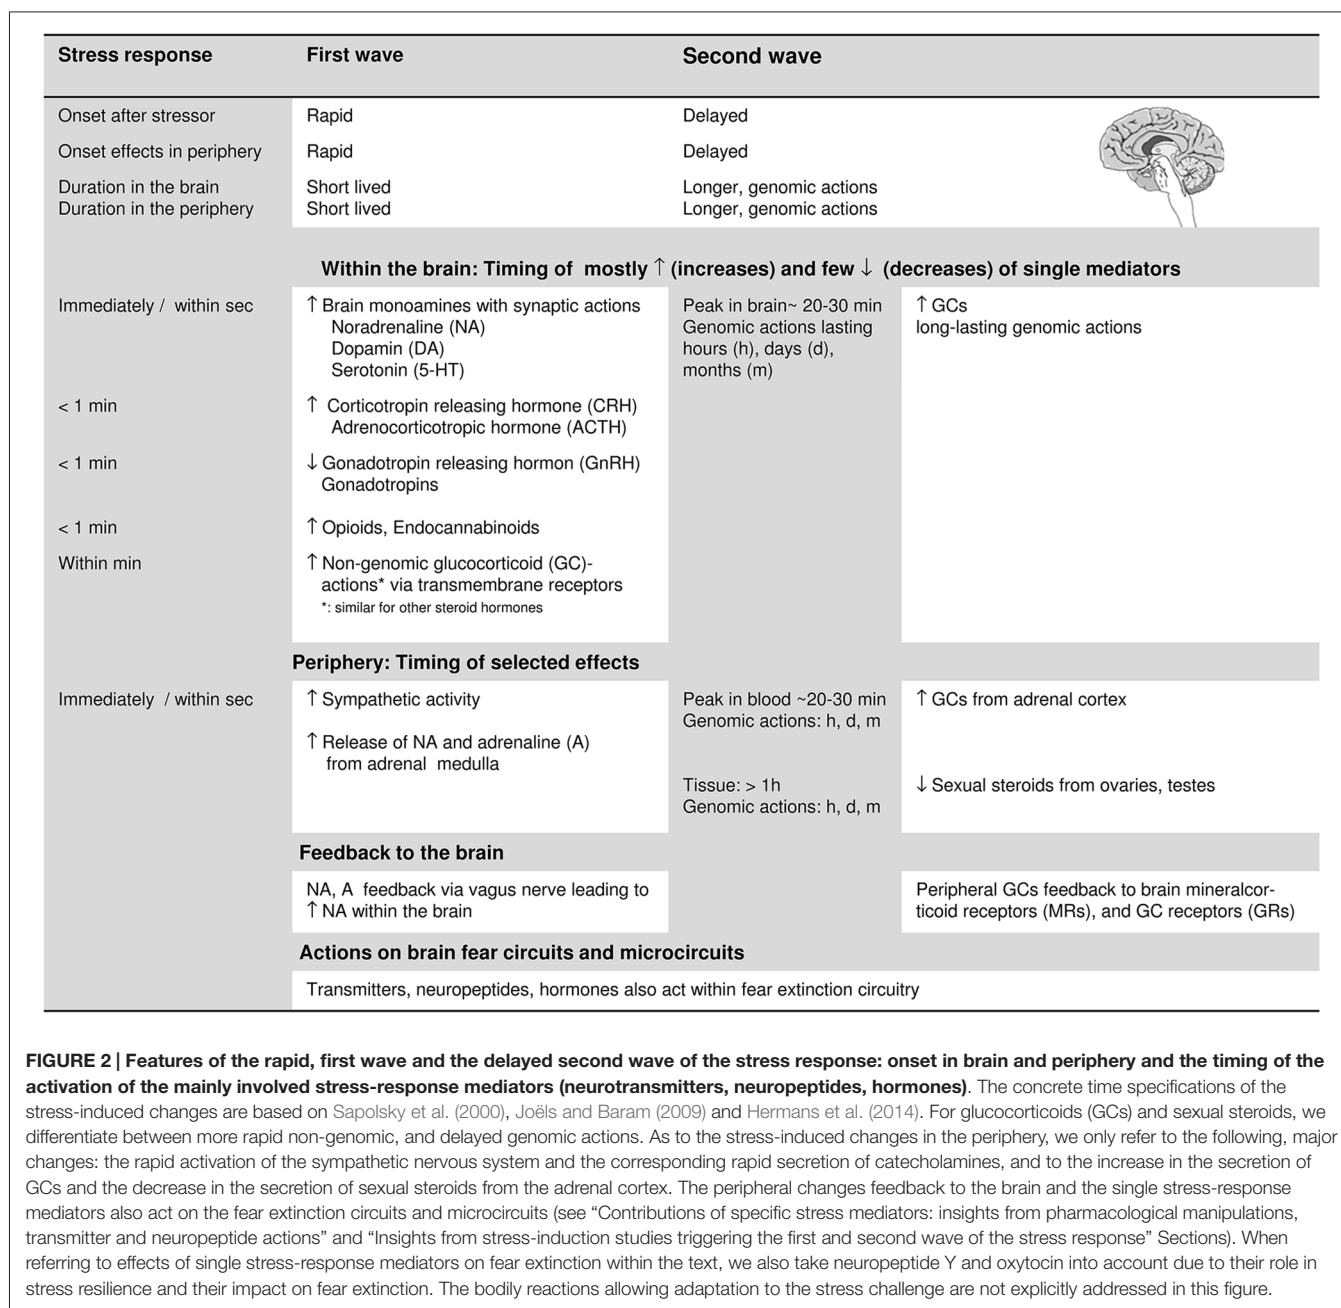 Stress response First wave Second wave
Onset after stressor Rapid Delayed
Onset effects in periphery Rapid Delayed
Duration in the brain Short lived Longer, genomic actions
Duration in the periphery Short lived Longer, genomic actions
Within the brain: Timing of mostly ↑ (increases) and few ↓ (decreases) of single mediators
Immediately / within sec ↑ Brain monoamines with synaptic actions Peak in brain~ 20-30 min ↑ GCs
Noradrenaline (NA) Genomic actions lasting long-lasting genomic actions
Dopamin (DA) hours (h), days (d),
Serotonin (5-HT) months (m)
< 1 min ↑ Corticotropin releasing hormone (CRH)
Adrenocorticotropic hormone (ACTH)
< 1 min ↓ Gonadotropin releasing hormon (GnRH)
Gonadotropins
< 1 min ↑ Opioids, Endocannabinoids
Within min ↑ Non-genomic glucocorticoid (GC)-
actions* via transmembrane receptors
*: similar for other steroid hormones
Periphery: Timing of selected effects
Immediately / within sec ↑ Sympathetic activity Peak in blood ~20-30 min ↑ GCs from adrenal cortex
Genomic actions: h, d, m
↑ Release of NA and adrenaline (A)
from adrenal medulla
Tissue: > 1h ↓ Sexual steroids from ovaries, testes
Genomic actions: h, d, m
Feedback to the brain
NA, A feedback via vagus nerve leading to Peripheral GCs feedback to brain mineralcor-
↑ NA within the brain ticoid receptors (MRs), and GC receptors (GRs)
Actions on brain fear circuits and microcircuits
Transmitters, neuropeptides, hormones also act within fear extinction circuitry
FIGURE 2 | Features of the rapid, first wave and the delayed second wave of the stress response: onset in brain and periphery and the timing of the
activation of the mainly involved stress-response mediators (neurotransmitters, neuropeptides, hormones). The concrete time specifications of the
stress-induced changes are based on Sapolsky et al. (2000), Joëls and Baram (2009) and Hermans et al. (2014). For glucocorticoids (GCs) and sexual steroids, we
differentiate between more rapid non-genomic, and delayed genomic actions. As to the stress-induced changes in the periphery, we only refer to the following, major
changes: the rapid activation of the sympathetic nervous system and the corresponding rapid secretion of catecholamines, and to the increase in the secretion of
GCs and the decrease in the secretion of sexual steroids from the adrenal cortex. The peripheral changes feedback to the brain and the single stress-response
mediators also act on the fear extinction circuits and microcircuits (see “Contributions of specific stress mediators: insights from pharmacological manipulations,
transmitter and neuropeptide actions” and “Insights from stress-induction studies triggering the first and second wave of the stress response” Sections). When
referring to effects of single stress-response mediators on fear extinction within the text, we also take neuropeptide Y and oxytocin into account due to their role in
stress resilience and their impact on fear extinction. The bodily reactions allowing adaptation to the stress challenge are not explicitly addressed in this figure.